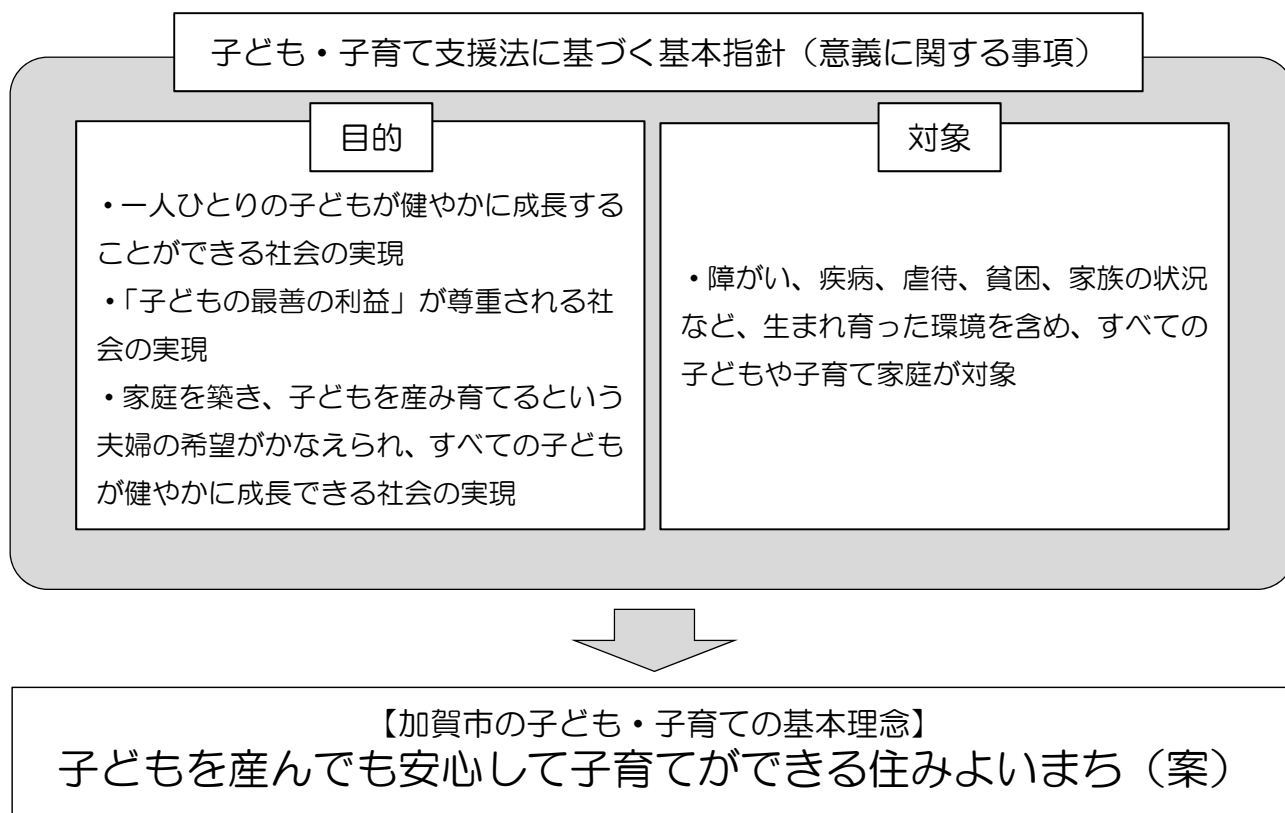 子ども・子育て支援法に基づく基本指針（意義に関する事項）
目的
・一人ひとりの子どもが健やかに成長する
ことができる社会の実現
・「子どもの最善の利益」が尊重される社
会の実現
・家庭を築き、子どもを産み育てるという
夫婦の希望がかなえられ、すべての子ども
が健やかに成長できる社会の実現
対象
・障がい、疾病、虐待、貧困、家族の状況
など、生まれ育った環境を含め、すべての
子どもや子育て家庭が対象
【加賀市の子ども・子育ての基本理念】
子どもを産んでも安心して子育てができる住みよいまち（案）